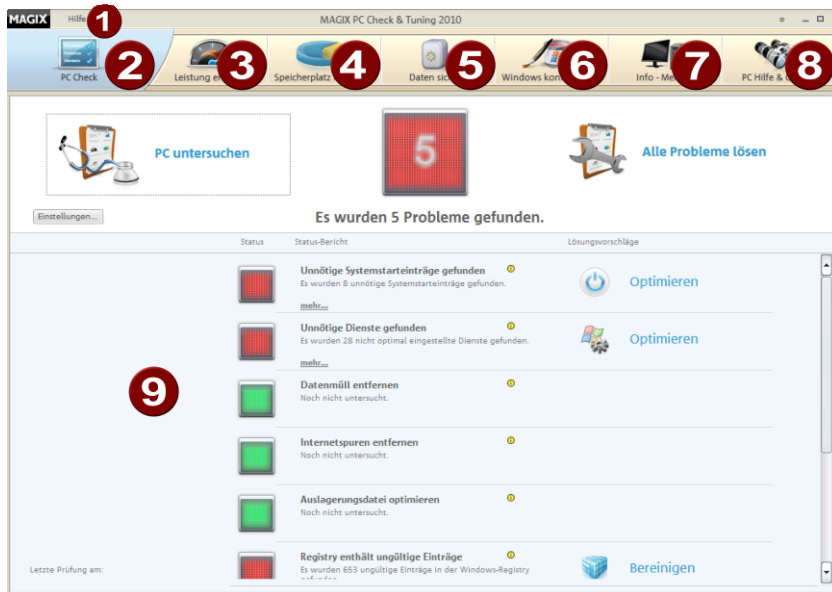 MAGIX Hilfe 1 MAGIX PC Check & Tuning 2010
2 3 4 5 6 7 8
PC Check Leistung Speicherplatz Daten Windows Info - PC Hilfe &
PC untersuchen
5
Alle Probleme lösen
Einstellungen...
Es wurden 5 Probleme gefunden.
Status Status-Bericht Lösungsvorschläge
Unnötige Systemstarteinträge gefunden
Es wurden 8 unnötige Systemstarteinträge gefunden.
mehr...
Optimieren
Unnötige Dienste gefunden
Es wurden 28 nicht optimal eingestellte Dienste gefunden.
mehr...
Optimieren
9
Datenmüll entfernen
Noch nicht untersucht.
Internetspuren entfernen
Noch nicht untersucht.
Auslagerungsdatei optimieren
Noch nicht untersucht.
Registry enthält ungültige Einträge
Es wurden 653 ungültige Einträge in der Windows-Registry
gefunden.
Bereinigen
Letzte Prüfung am: